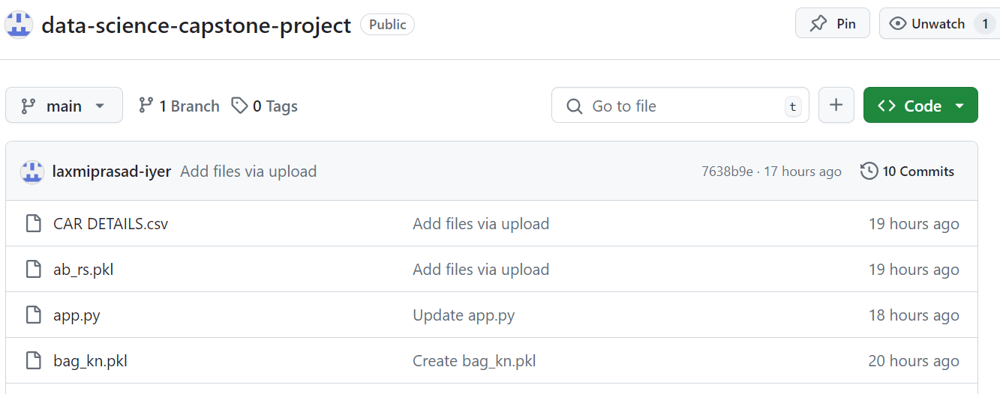 data-science-capstone-project Public Pin Unwatch 1
main 1 Branch 0 Tags Go to file t + Code
laxmiprasad-iyer Add files via upload 7638b9e · 17 hours ago 10 Commits
CAR DETAILS.csv Add files via upload 19 hours ago
ab_rs.pkl Add files via upload 19 hours ago
app.py Update app.py 18 hours ago
bag_kn.pkl Create bag_kn.pkl 20 hours ago